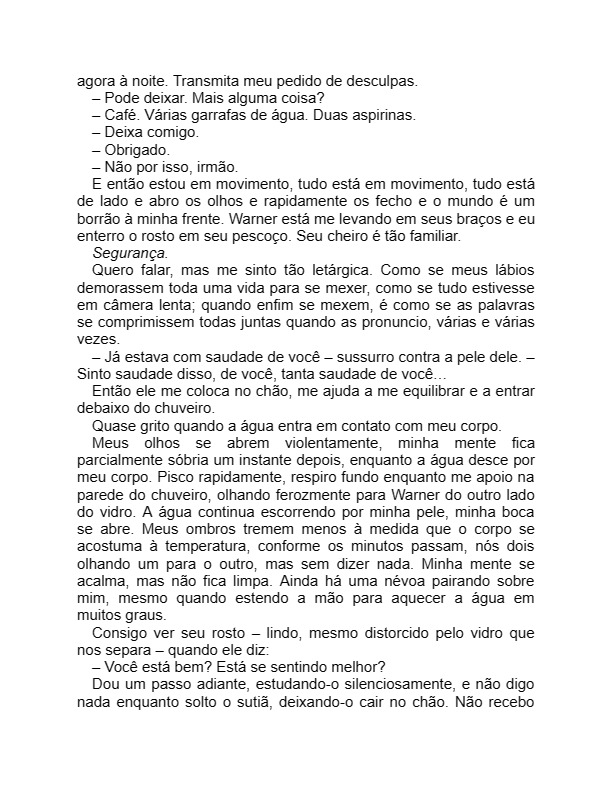 agora à noite. Transmita meu pedido de desculpas.
– Pode deixar. Mais alguma coisa?
– Café. Várias garrafas de água. Duas aspirinas.
– Deixa comigo.
– Obrigado.
– Não por isso, irmão.
E então estou em movimento, tudo está em movimento, tudo está
de lado e abro os olhos e rapidamente os fecho e o mundo é um
borrão à minha frente. Warner está me levando em seus braços e eu
enterro o rosto em seu pescoço. Seu cheiro é tão familiar.
Segurança.
Quero falar, mas me sinto tão letárgica. Como se meus lábios
demorassem toda uma vida para se mexer, como se tudo estivesse
em câmera lenta; quando enfim se mexem, é como se as palavras
se comprimissem todas juntas quando as pronuncio, várias e várias
vezes.
– Já estava com saudade de você – sussurro contra a pele dele. –
Sinto saudade disso, de você, tanta saudade de você…
Então ele me coloca no chão, me ajuda a me equilibrar e a entrar
debaixo do chuveiro.
Quase grito quando a água entra em contato com meu corpo.
Meus olhos se abrem violentamente, minha mente fica
parcialmente sóbria um instante depois, enquanto a água desce por
meu corpo. Pisco rapidamente, respiro fundo enquanto me apoio na
parede do chuveiro, olhando ferozmente para Warner do outro lado
do vidro. A água continua escorrendo por minha pele, minha boca
se abre. Meus ombros tremem menos à medida que o corpo se
acostuma à temperatura, conforme os minutos passam, nós dois
olhando um para o outro, mas sem dizer nada. Minha mente se
acalma, mas não fica limpa. Ainda há uma névoa pairando sobre
mim, mesmo quando estendo a mão para aquecer a água em
muitos graus.
Consigo ver seu rosto – lindo, mesmo distorcido pelo vidro que
nos separa – quando ele diz:
– Você está bem? Está se sentindo melhor?
Dou um passo adiante, estudando-o silenciosamente, e não digo
nada enquanto solto o sutiã, deixando-o cair no chão. Não recebo